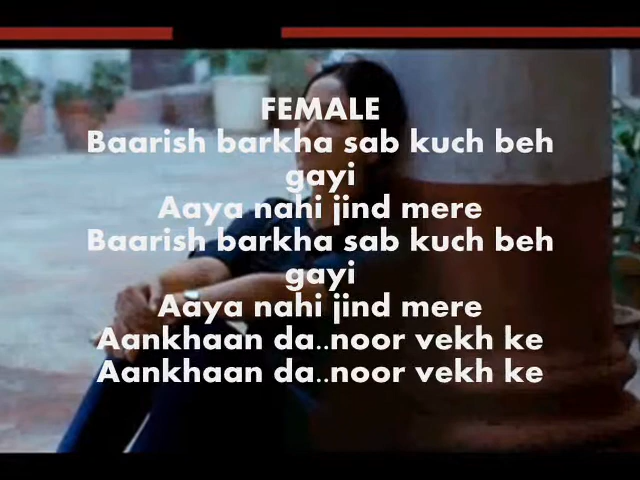 FEMALE
Baarish barkha sab kuch beh
gayi
Aaya nahi jind mere
Baarish barkha sab kuch beh
gayi
Aaya nahi jind mere
Aankhaan da..noor vekh ke
Aankhaan da..noor vekh ke